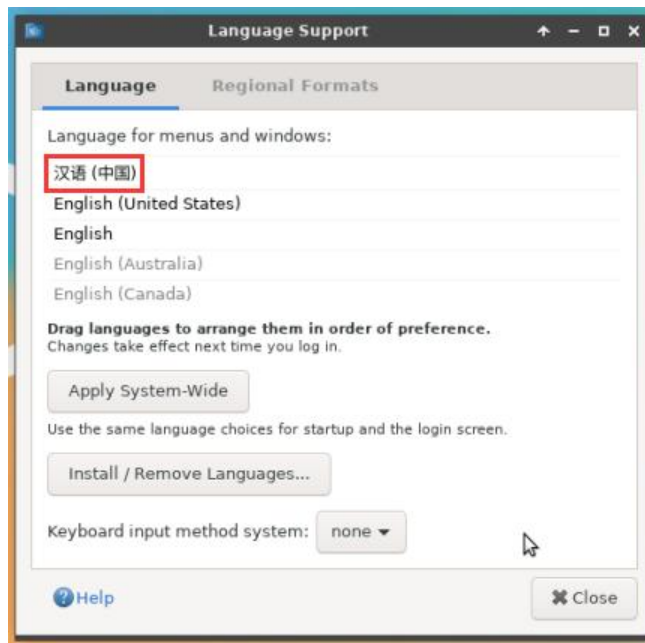 Language Support
Language
Regional Formats
Language for menus and windows:
汉语 (中国)
English (United States)
English
English (Australia)
English (Canada)
Drag languages to arrange them in order of preference.
Changes take effect next time you log in.
Apply System-Wide
Use the same language choices for startup and the login screen.
Install / Remove Languages...
Keyboard input method system: none
Help
Close